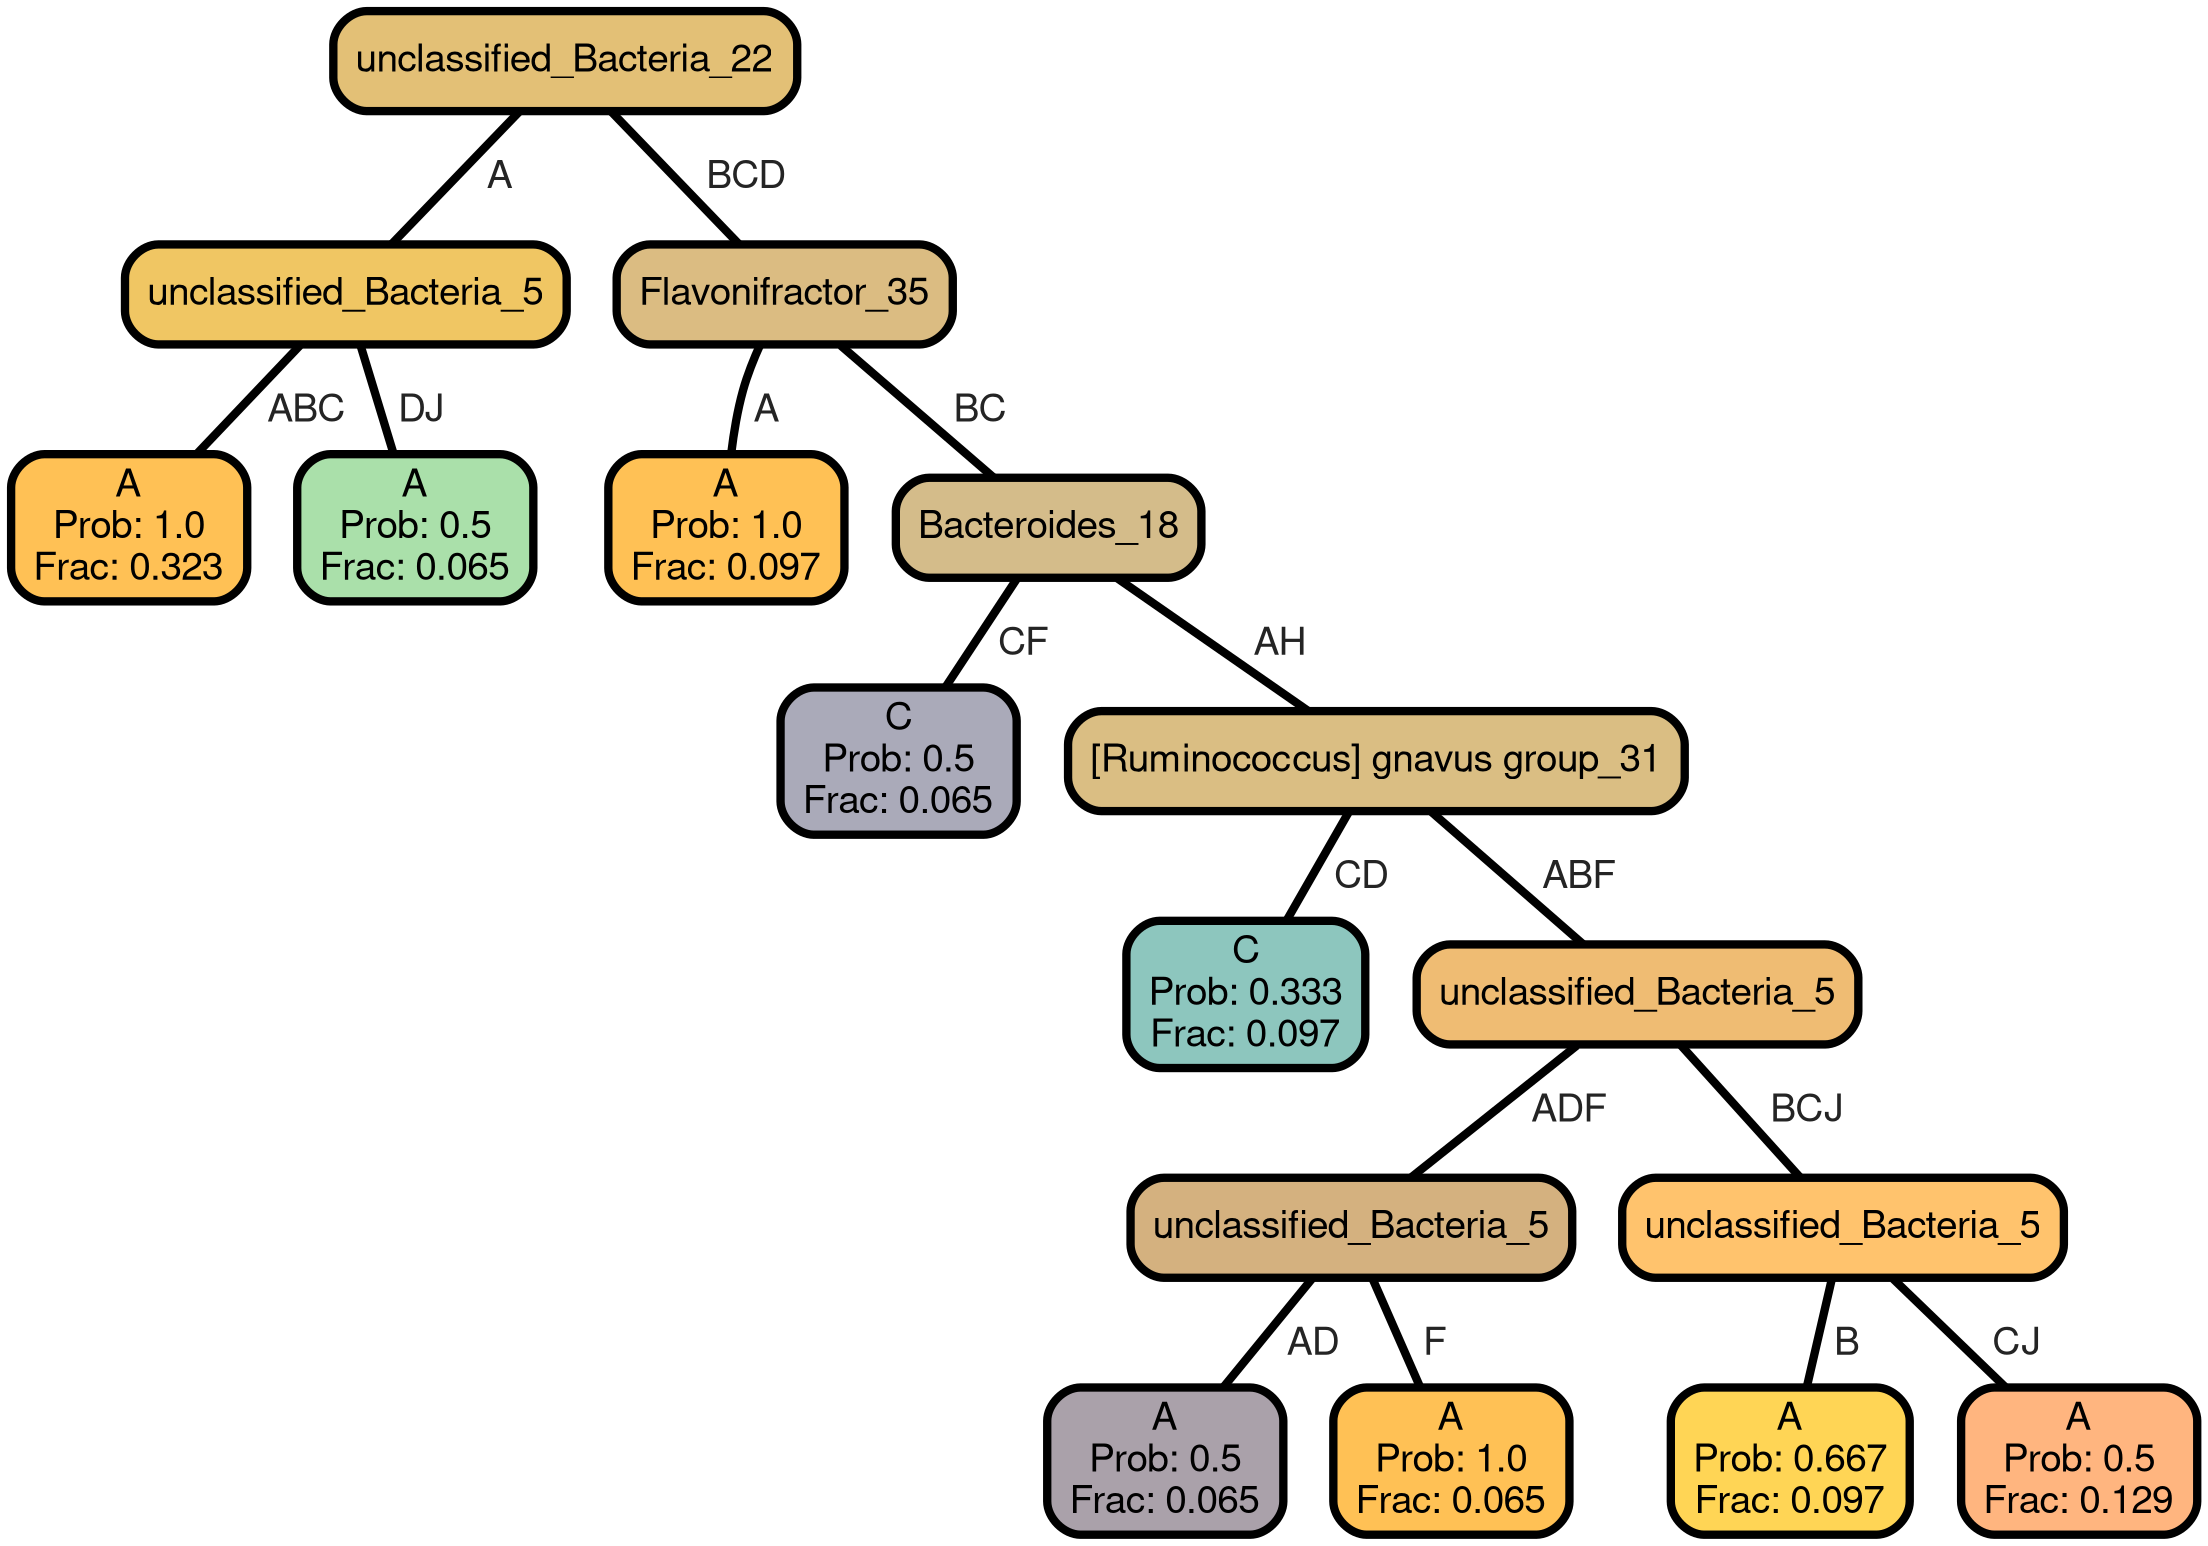 unclassified_Bacteria_22
A
BCD
unclassified_Bacteria_5
Flavonifractor_35
ABC
DJ
A
BC
A
Prob: 1.0
Frac: 0.323
A
Prob: 0.5
Frac: 0.065
A
Prob: 1.0
Frac: 0.097
Bacteroides_18
CF
AH
C
Prob: 0.5
Frac: 0.065
[Ruminococcus] gnavus group_31
CD
ABF
C
Prob: 0.333
Frac: 0.097
unclassified_Bacteria_5
ADF
BCJ
unclassified_Bacteria_5
unclassified_Bacteria_5
AD
F
B
CJ
A
Prob: 0.5
Frac: 0.065
A
Prob: 1.0
Frac: 0.065
A
Prob: 0.667
Frac: 0.097
A
Prob: 0.5
Frac: 0.129